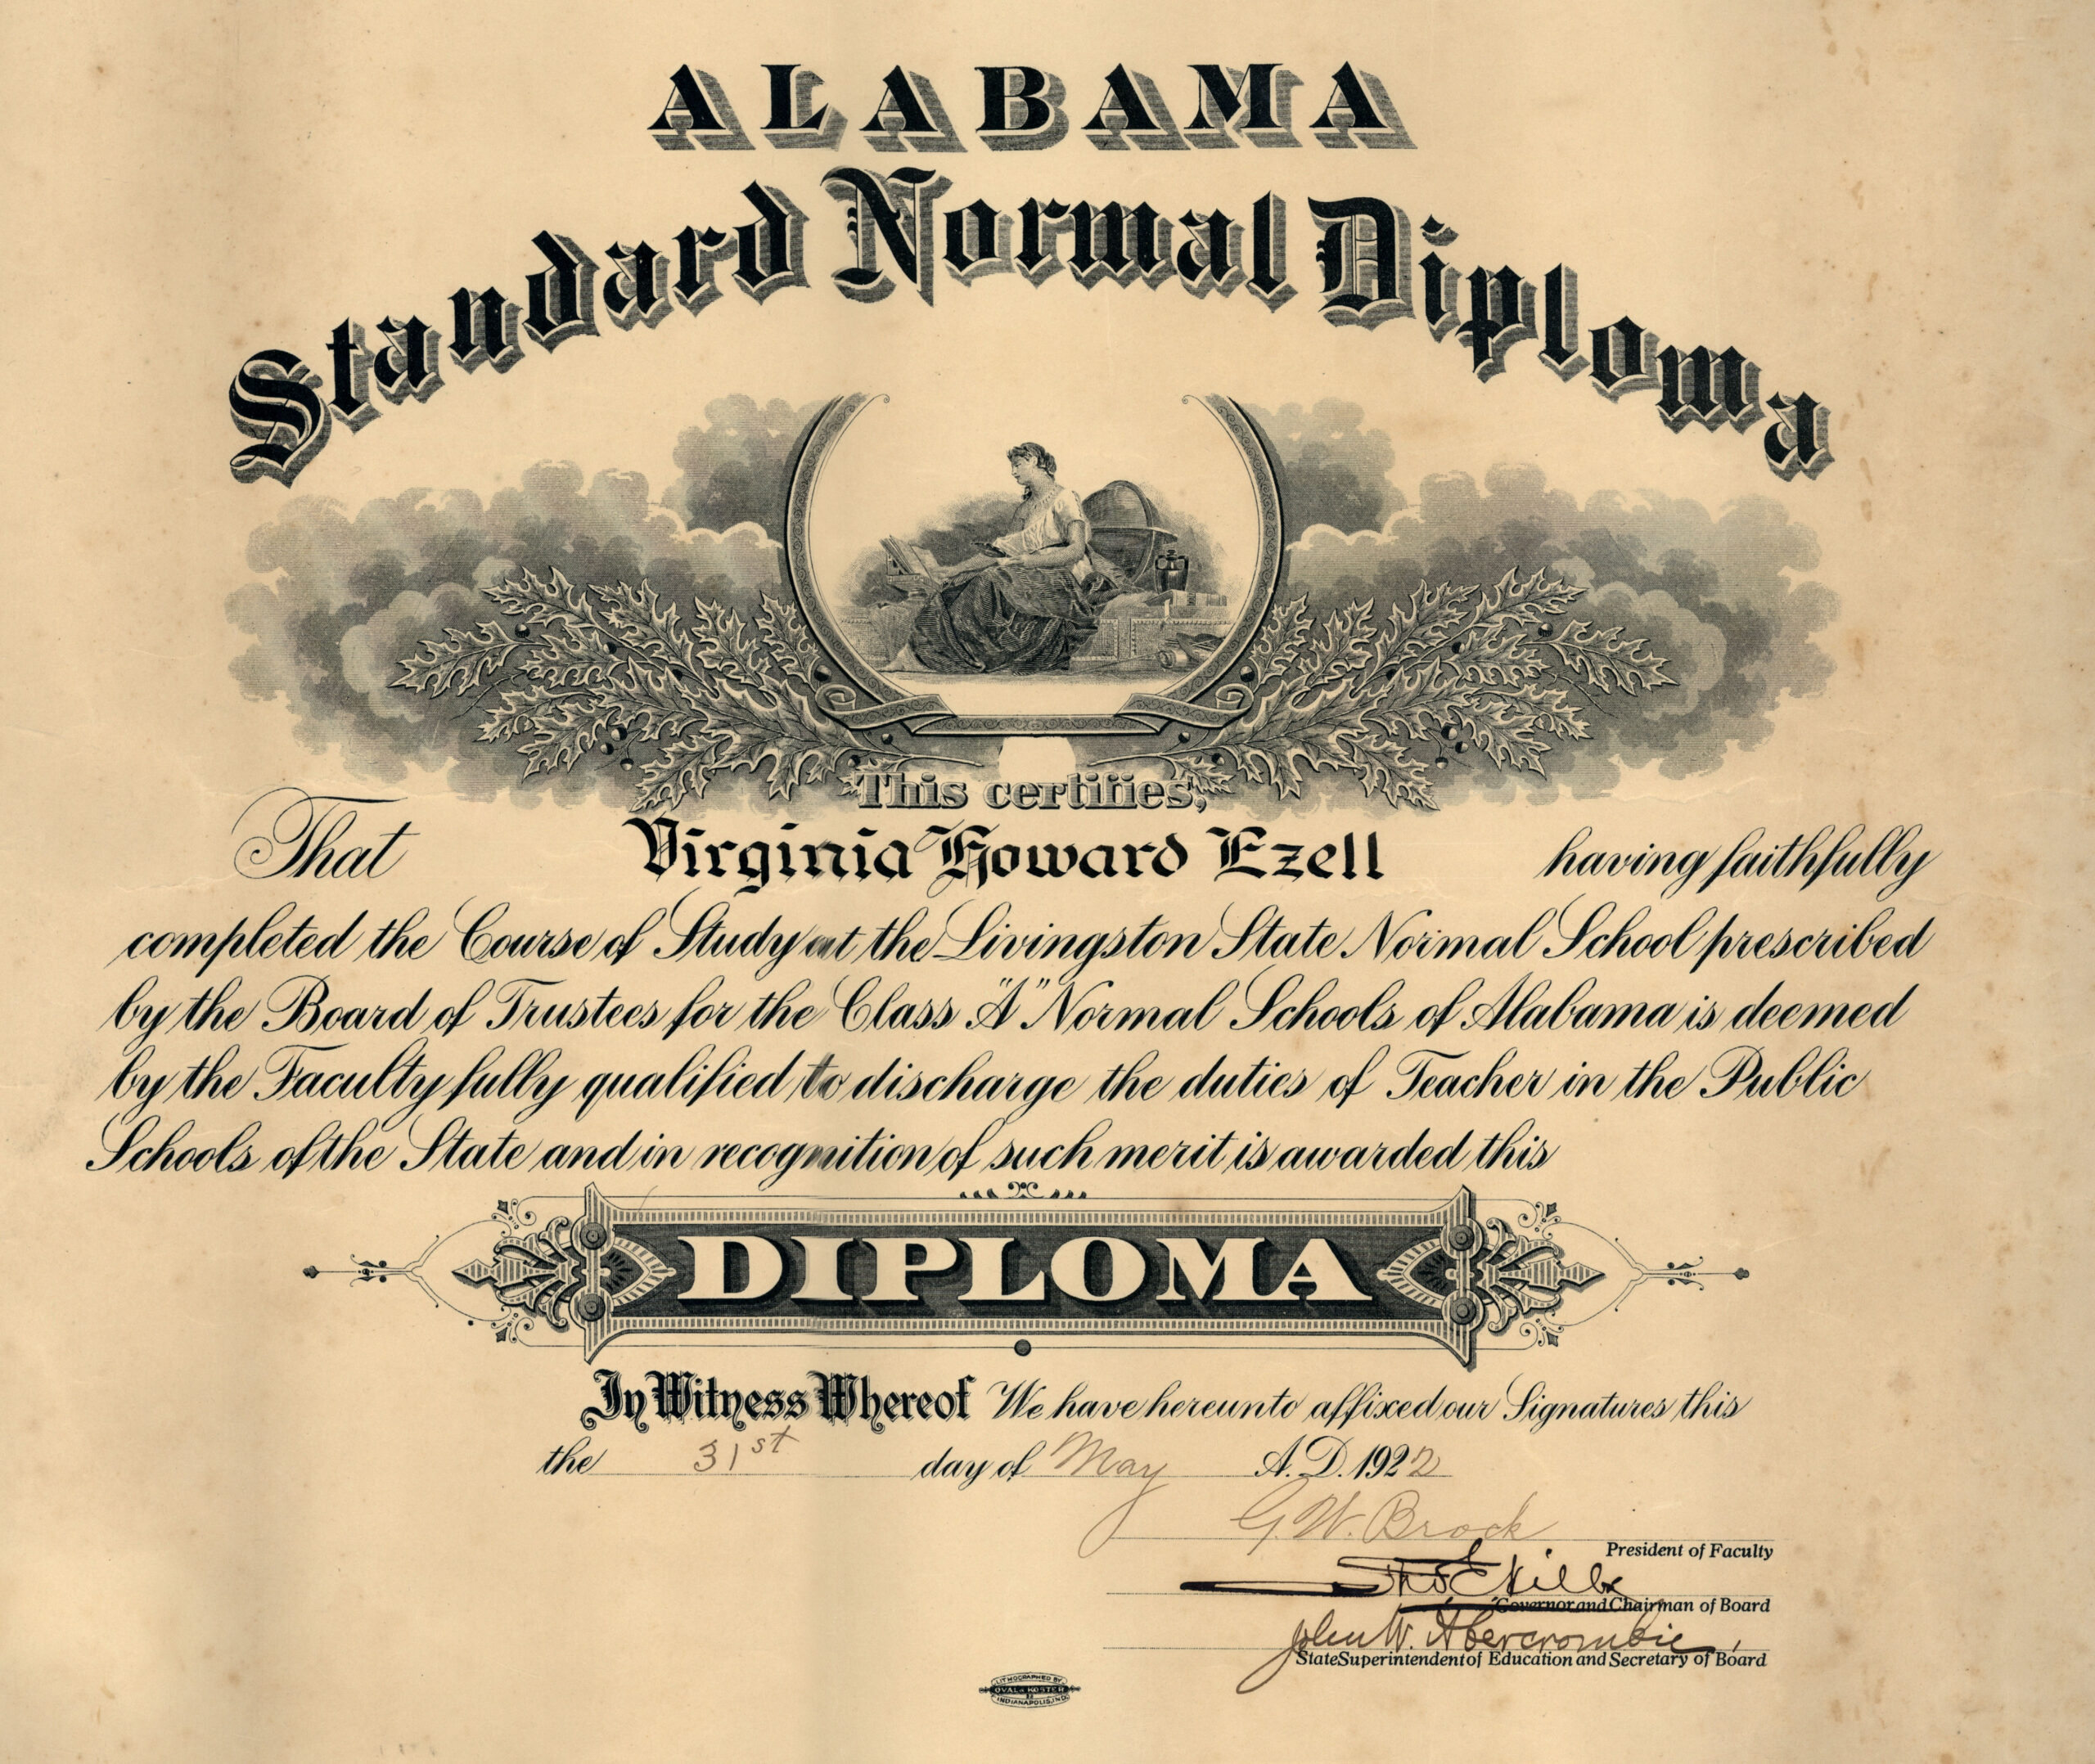 ALABAMA
Standard Normal Diploma
This certifies,
That Virginia Howard Ezell having faithfully
completed the Course of Study at the Livingston State Normal School prescribed
by the Board of Trustees for the Class "A" Normal Schools of Alabama is deemed
by the Faculty fully qualified to discharge the duties of Teacher in the Public
Schools of the State and in recognition of such merit is awarded this
DIPLOMA
In Witness Whereof We have hereunto affixed our Signatures this
the 31st day of May A.D. 1922
G. W. Brock
President of Faculty
Thos E Kilby
Governor and Chairman of Board
John W. Abercrombie
State Superintendent of Education and Secretary of Board
LITHOGRAPHED BY
OVAL & KOSTER
INDIANAPOLIS, IND.